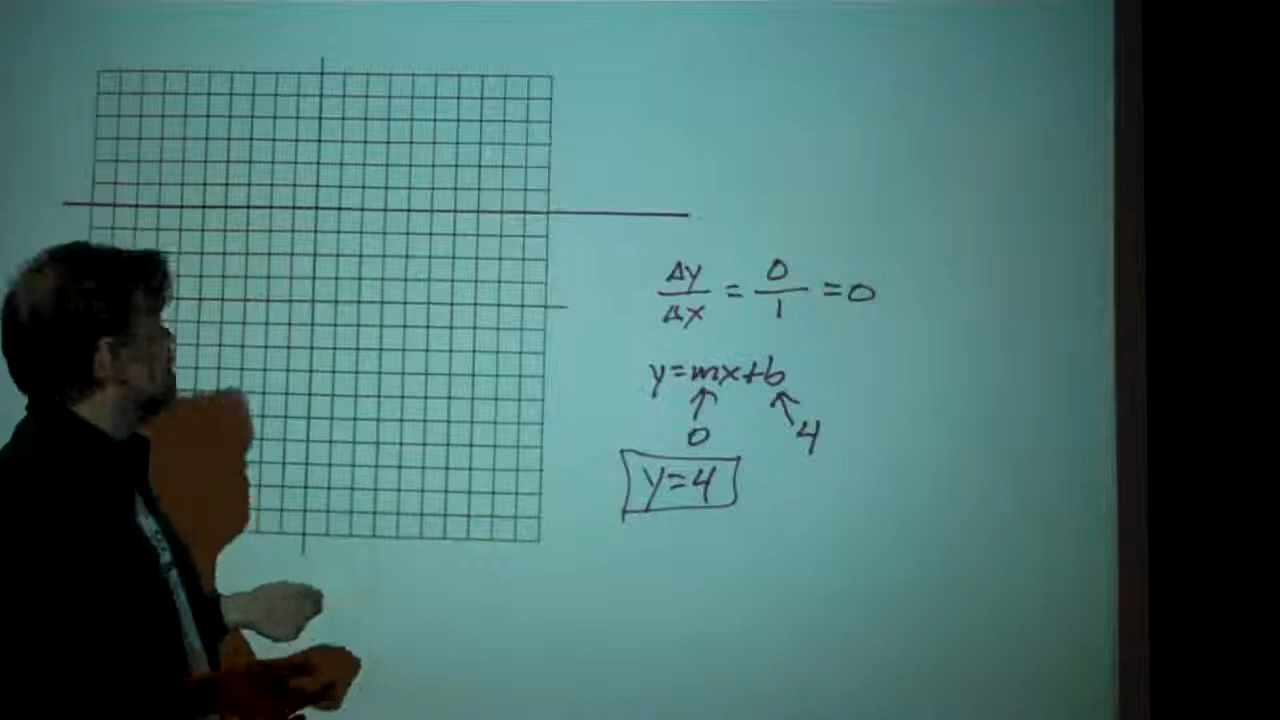 Δy/Δx = 0/1 = 0
y=mx+b
↑ ↖
0 4
y=4